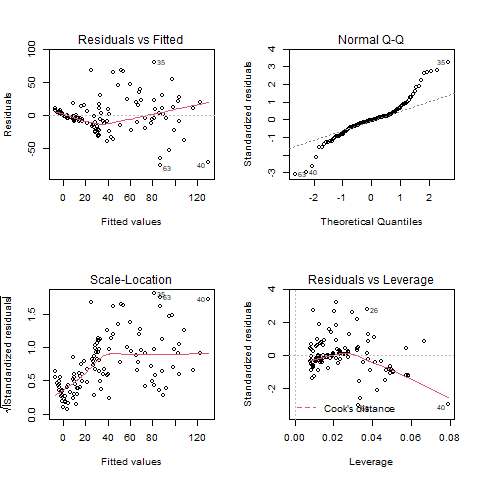 Residuals vs Fitted
Residuals
100
50
0
-50
35
63
40
0 20 40 60 80 100 120
Fitted values
Normal Q-Q
Standardized residuals
4
3
2
1
0
-1
-3
35
63 40
-2 -1 0 1 2
Theoretical Quantiles
Scale-Location
√|Standardized residuals|
1.5
1.0
0.5
0.0
35
63
40
0 20 40 60 80 100 120
Fitted values
Residuals vs Leverage
Standardized residuals
4
2
0
-2
26
40
Cook's distance
0.00 0.02 0.04 0.06 0.08
Leverage